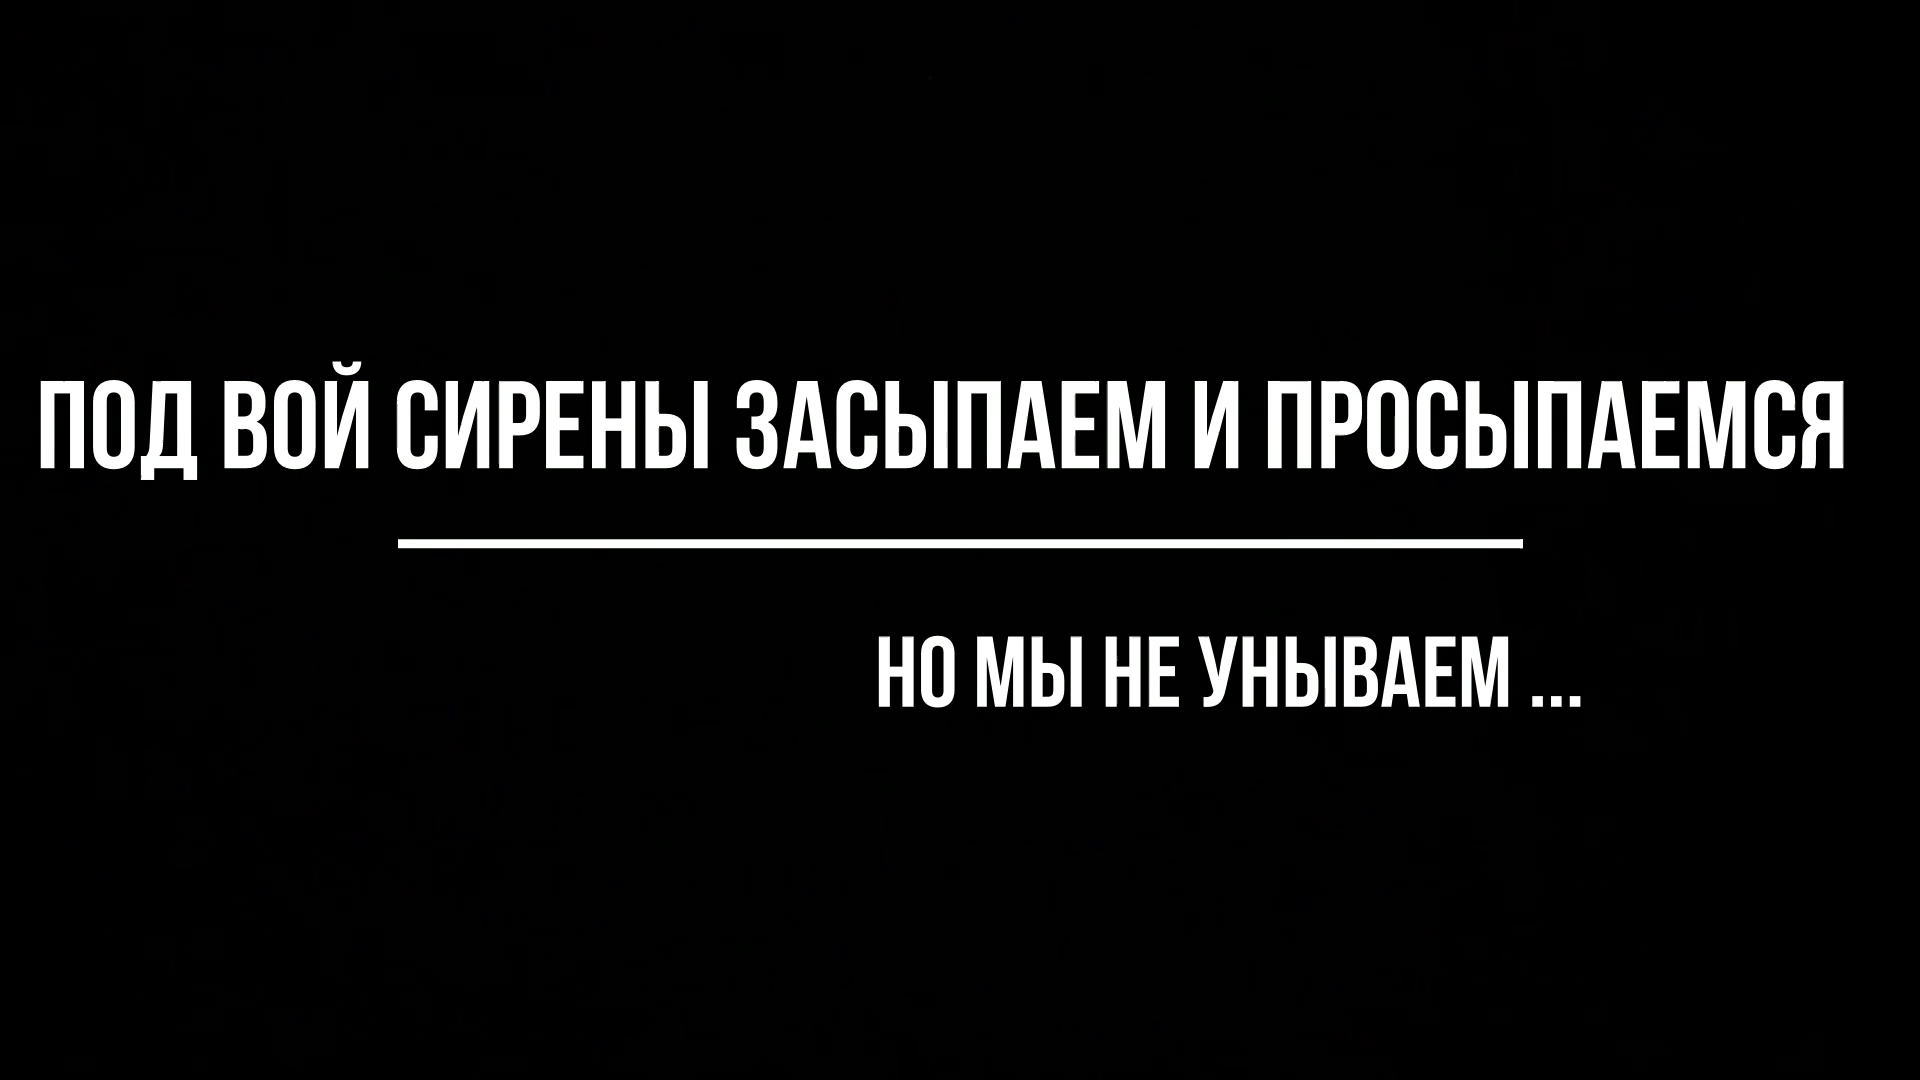 ПОД ВОЙ СИРЕНЫ ЗАСЫПАЕМ И ПРОСЫПАЕМСЯ
НО МЫ НЕ УНЫВАЕМ ...